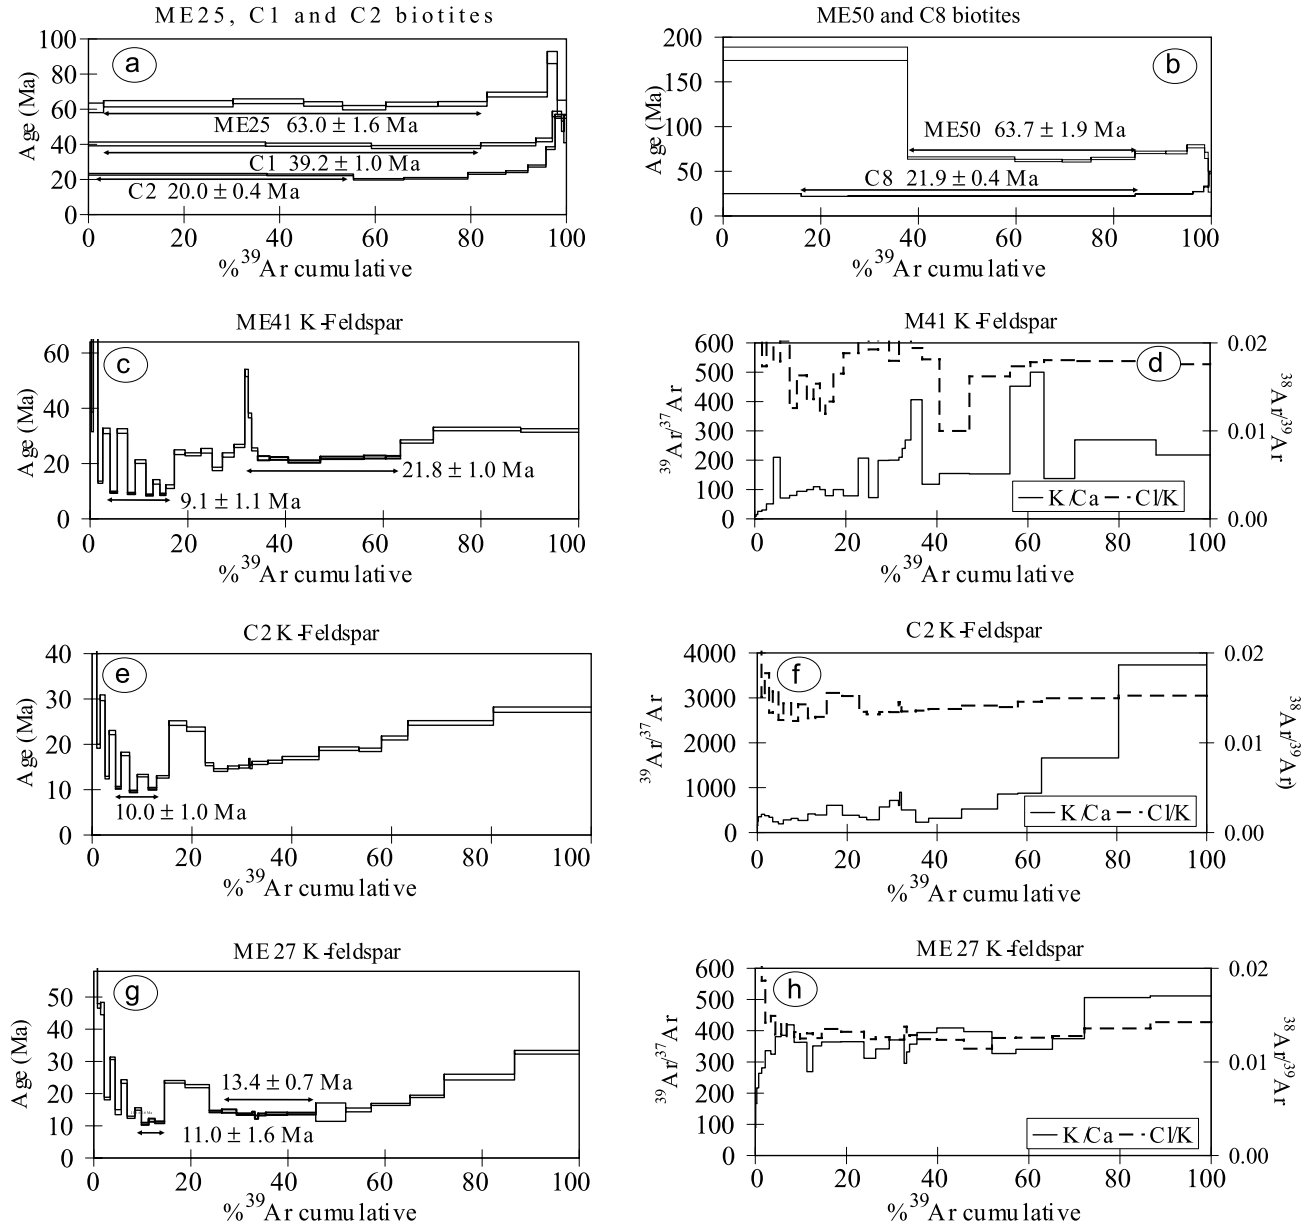 ME25, C1 and C2 biotites
a
Age (Ma)
100
80
60
40
20
0
ME25 63.0 ± 1.6 Ma
C1 39.2 ± 1.0 Ma
C2 20.0 ± 0.4 Ma
0 20 40 60 80 100
%³⁹Ar cumulative
ME50 and C8 biotites
b
Age (Ma)
200
150
100
50
0
ME50 63.7 ± 1.9 Ma
C8 21.9 ± 0.4 Ma
0 20 40 60 80 100
%³⁹Ar cumulative
ME41 K-Feldspar
c
Age (Ma)
60
40
20
0
21.8 ± 1.0 Ma
9.1 ± 1.1 Ma
0 20 40 60 80 100
%³⁹Ar cumulative
M41 K-Feldspar
d
³⁹Ar/³⁷Ar
600
500
400
300
200
100
0
0.02
0.01
0.00
³⁸Ar/³⁹Ar
K/Ca Cl/K
0 20 40 60 80 100
%³⁹Ar cumulative
C2 K-Feldspar
e
Age (Ma)
40
30
20
10
0
10.0 ± 1.0 Ma
0 20 40 60 80 100
%³⁹Ar cumulative
C2 K-Feldspar
f
³⁹Ar/³⁷Ar
4000
3000
2000
1000
0
0.02
0.01
0.00
³⁸Ar/³⁹Ar)
K/Ca Cl/K
0 20 40 60 80 100
%³⁹Ar cumulative
ME 27 K-feldspar
g
Age (Ma)
50
40
30
20
10
0
13.4 ± 0.7 Ma
11.0 ± 1.6 Ma
0 20 40 60 80 100
%³⁹Ar cumulative
ME 27 K-feldspar
h
³⁹Ar/³⁷Ar
600
500
400
300
200
100
0
0.02
0.01
0.00
³⁸Ar/³⁹Ar
K/Ca Cl/K
0 20 40 60 80 100
%³⁹Ar cumulative